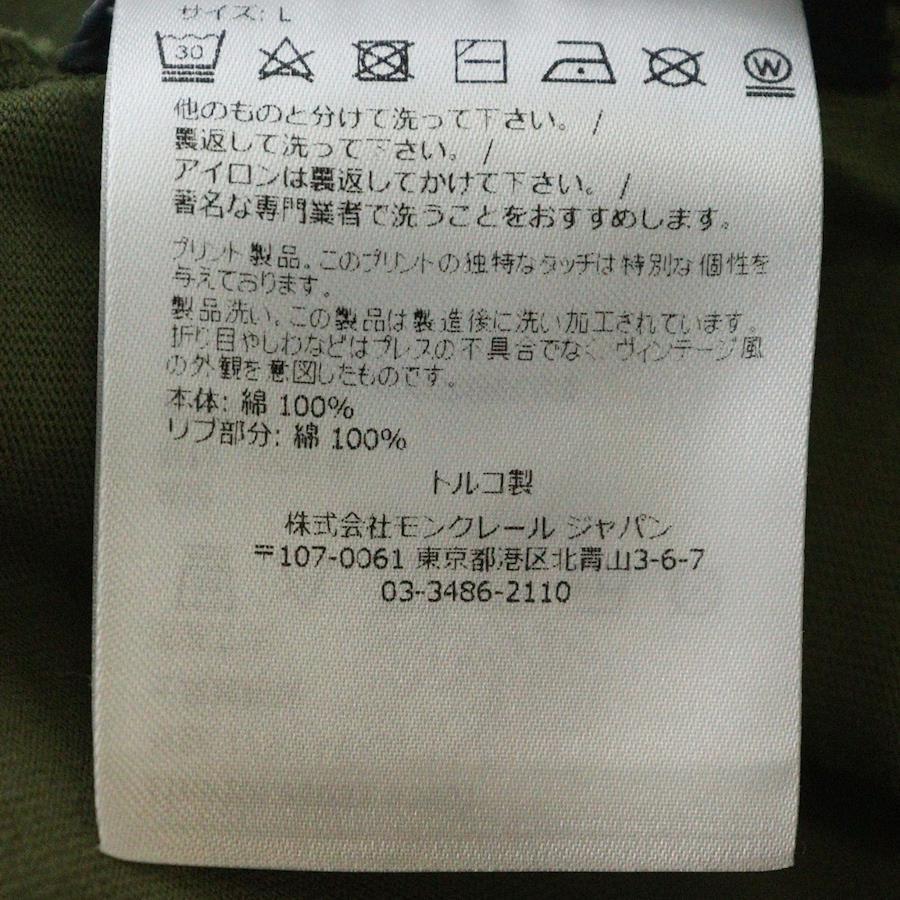 サイズ: L
30
W
他のものと分けて洗って下さい。 /
裏返して洗って下さい。 /
アイロンは裏返してかけて下さい。 /
著名な専門業者で洗うことをおすすめします。
プリント製品。このプリントの独特なタッチは特別な個性を
与えております。
製品洗い。この製品は製造後に洗い加工されています。
折り目やしわなどはプレスの不具合でなく、ヴィンテージ風
の外観を意図したものです。
本体: 綿 100%
リブ部分: 綿 100%
トルコ製
株式会社モンクレール ジャパン
〒107-0061 東京都港区北青山3-6-7
03-3486-2110